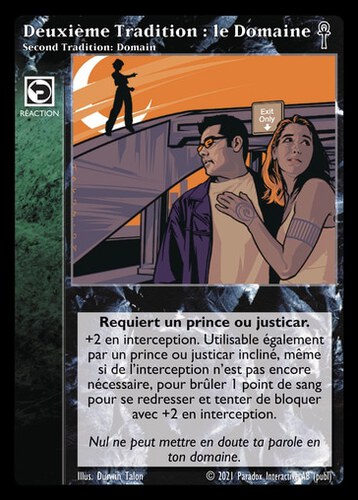 Deuxième Tradition : le Domaine
Second Tradition: Domain
REACTION
Exit
Only
Requiert un prince ou justicar.
+2 en interception. Utilisable également
par un prince ou justicar incliné, même
si de l'interception n'est pas encore
nécessaire, pour brûler 1 point de sang
pour se redresser et tenter de bloquer
avec +2 en interception.
Nul ne peut mettre en doute ta parole en
ton domaine.
Illus. Durwin Talon © 2021 Paradox Interactive AB (publ)